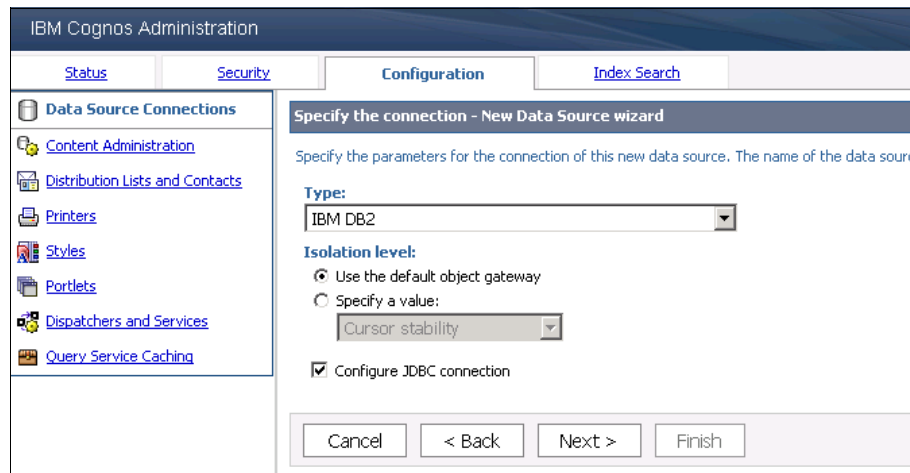 IBM Cognos Administration
Status Security Configuration Index Search
Data Source Connections
Content Administration
Distribution Lists and Contacts
Printers
Styles
Portlets
Dispatchers and Services
Query Service Caching
Specify the connection - New Data Source wizard
Specify the parameters for the connection of this new data source. The name of the data sour
Type:
IBM DB2
Isolation level:
Use the default object gateway
Specify a value:
Cursor stability
Configure JDBC connection
Cancel < Back Next > Finish